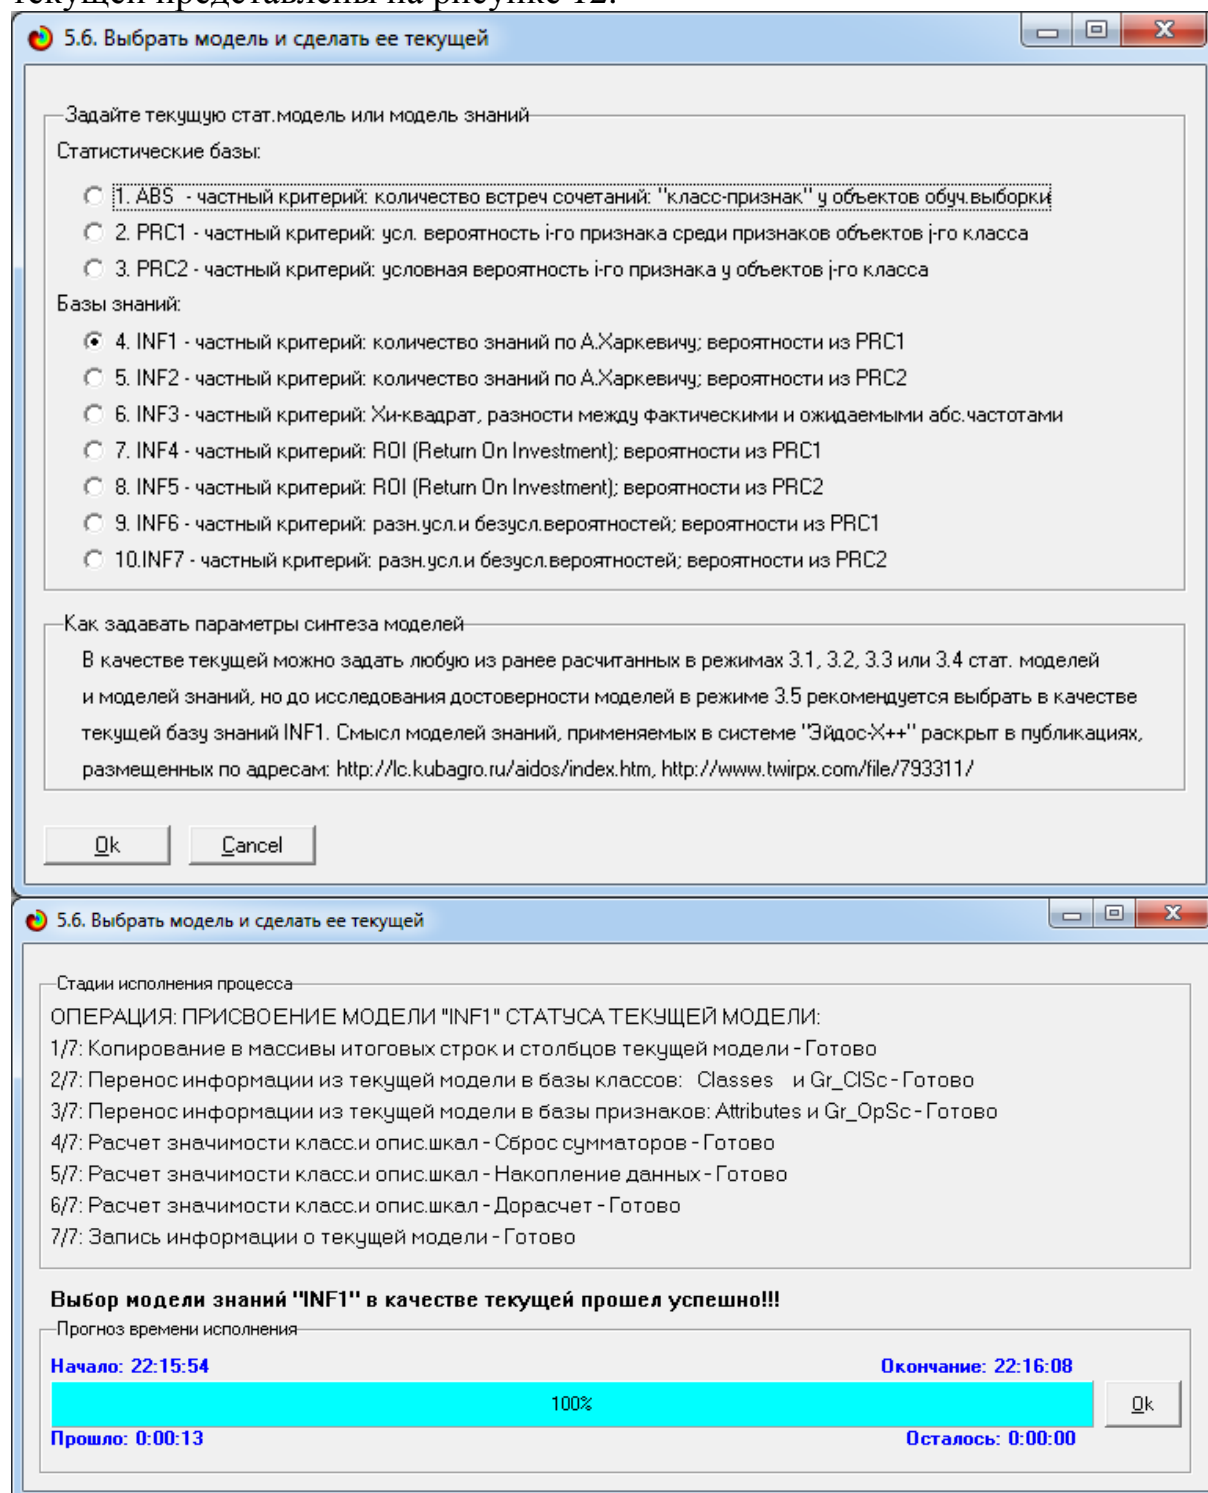 текущей представлены на рисунке 12.
5.6. Выбрать модель и сделать ее текущей
Задайте текущую стат.модель или модель знаний
Статистические базы:
1. ABS - частный критерий: количество встреч сочетаний: "класс-признак" у объектов обуч.выборки
2. PRC1 - частный критерий: усл. вероятность i-го признака среди признаков объектов j-го класса
3. PRC2 - частный критерий: условная вероятность i-го признака у объектов j-го класса
Базы знаний:
4. INF1 - частный критерий: количество знаний по А.Харкевичу; вероятности из PRC1
5. INF2 - частный критерий: количество знаний по А.Харкевичу; вероятности из PRC2
6. INF3 - частный критерий: Хи-квадрат, разности между фактическими и ожидаемыми абс.частотами
7. INF4 - частный критерий: ROI (Return On Investment); вероятности из PRC1
8. INF5 - частный критерий: ROI (Return On Investment); вероятности из PRC2
9. INF6 - частный критерий: разн.усл.и безусл.вероятностей; вероятности из PRC1
10.INF7 - частный критерий: разн.усл.и безусл.вероятностей; вероятности из PRC2
Как задавать параметры синтеза моделей
В качестве текущей можно задать любую из ранее расчитанных в режимах 3.1, 3.2, 3.3 или 3.4 стат. моделей
и моделей знаний, но до исследования достоверности моделей в режиме 3.5 рекомендуется выбрать в качестве
текущей базу знаний INF1. Смысл моделей знаний, применяемых в системе "Эйдос-Х++" раскрыт в публикациях,
размещенных по адресам: http://lc.kubagro.ru/aidos/index.htm, http://www.twirpx.com/file/793311/
Ok Cancel
5.6. Выбрать модель и сделать ее текущей
Стадии исполнения процесса
ОПЕРАЦИЯ: ПРИСВОЕНИЕ МОДЕЛИ "INF1" СТАТУСА ТЕКУЩЕЙ МОДЕЛИ:
1/7: Копирование в массивы итоговых строк и столбцов текущей модели - Готово
2/7: Перенос информации из текущей модели в базы классов: Classes и Gr_ClSc - Готово
3/7: Перенос информации из текущей модели в базы признаков: Attributes и Gr_OpSc - Готово
4/7: Расчет значимости класс.и опис.шкал - Сброс сумматоров - Готово
5/7: Расчет значимости класс.и опис.шкал - Накопление данных - Готово
6/7: Расчет значимости класс.и опис.шкал - Дорасчет - Готово
7/7: Запись информации о текущей модели - Готово
Выбор модели знаний "INF1" в качестве текущей прошел успешно!!!
Прогноз времени исполнения
Начало: 22:15:54 Окончание: 22:16:08
100% Ok
Прошло: 0:00:13 Осталось: 0:00:00